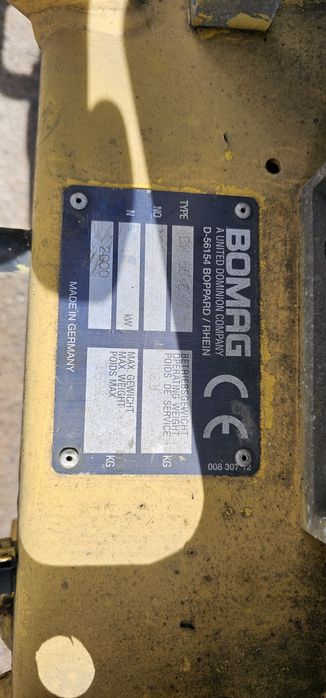 BOMAG
A UNITED DOMINION COMPANY
D-56154 BOPPARD / RHEIN
TYPE
NO
N
2000
kW
MADE IN GERMANY
BETRIEBSGEWICHT
OPERATING WEIGHT
POIDS DE SERVICE
KG
MAX. GEWICHT
MAX. WEIGHT
POIDS MAX
KG
CE
008 307 12